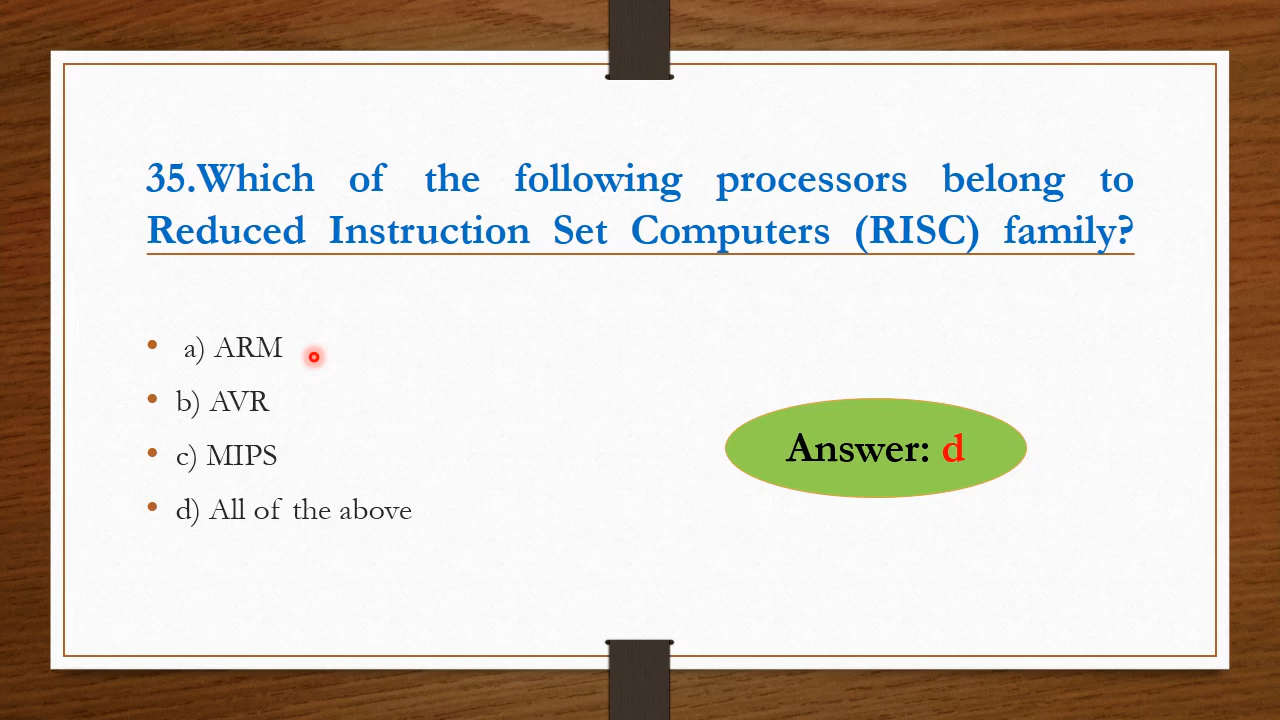 35.Which of the following processors belong to
Reduced Instruction Set Computers (RISC) family?
• a) ARM
• b) AVR
• c) MIPS
• d) All of the above
Answer: d